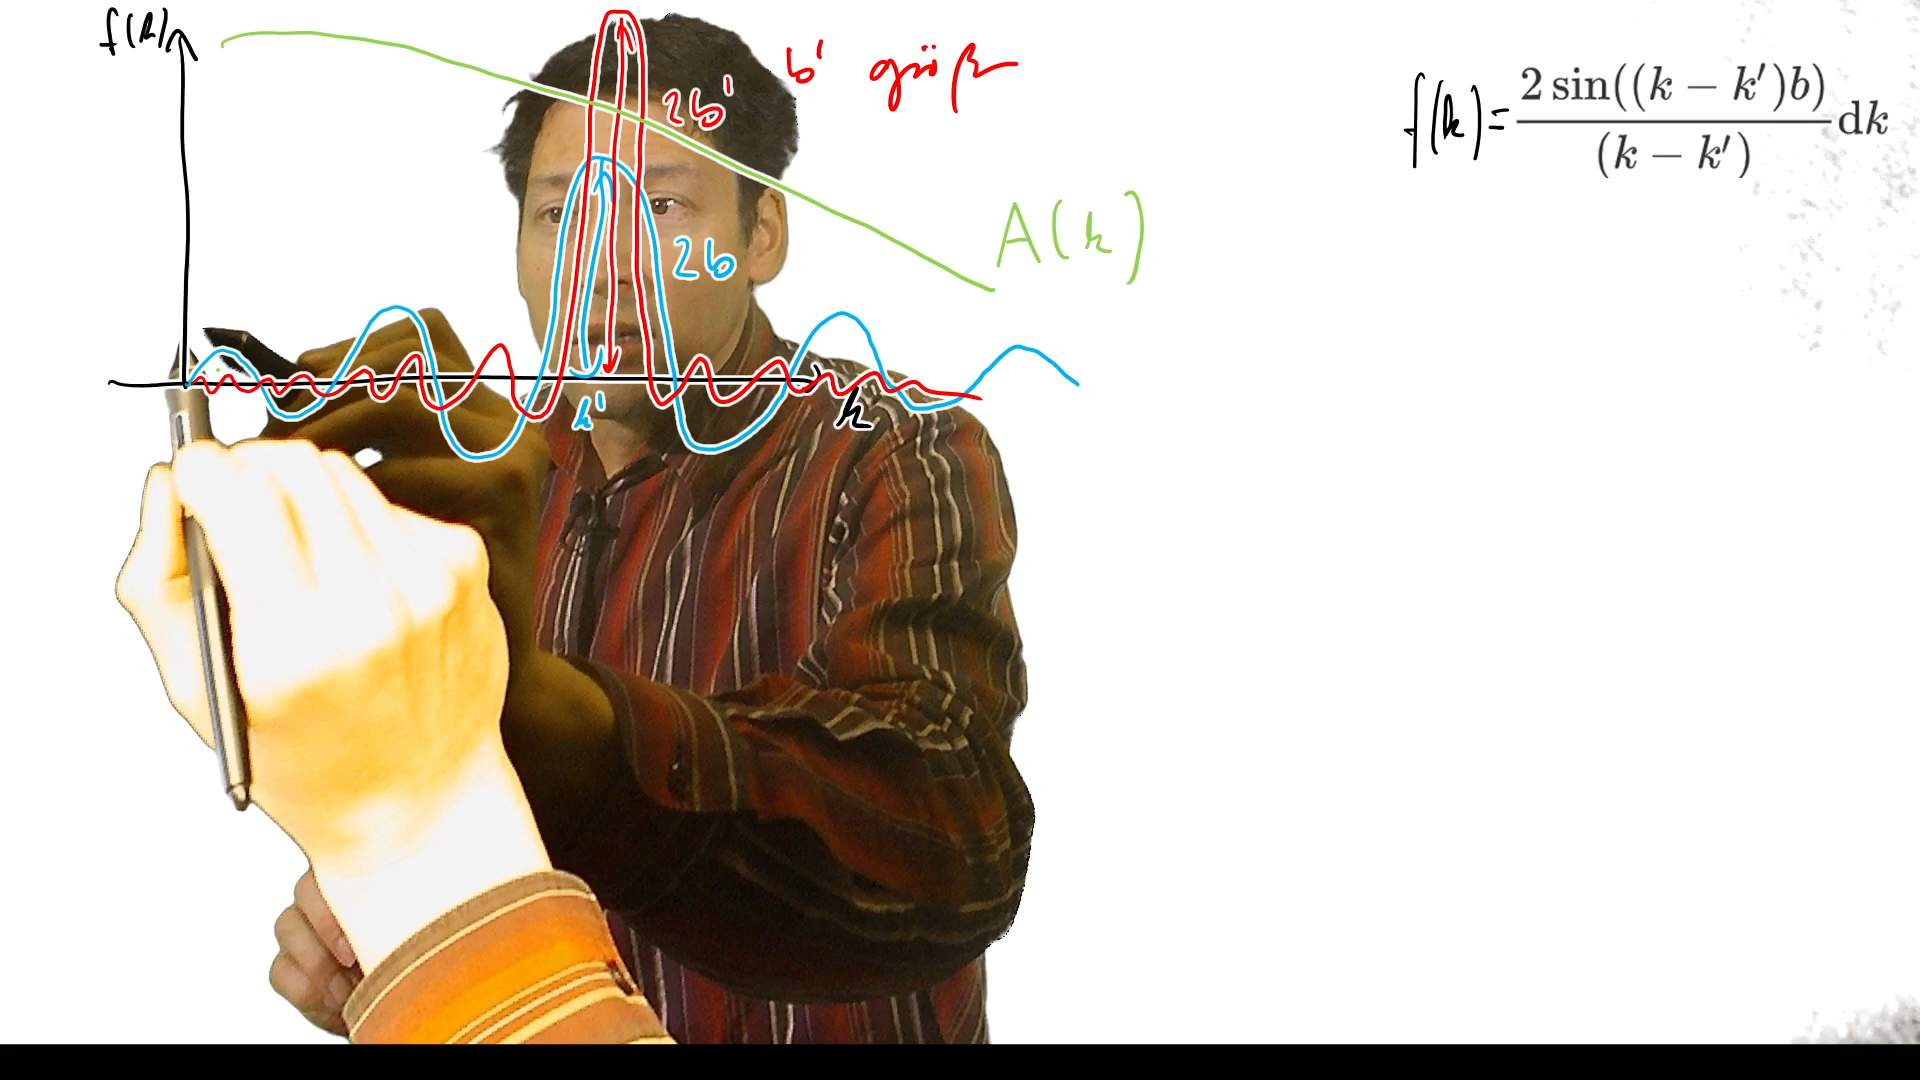 f(k)
2b'
b' größer
2b
A(k)
k'
k
f(k) = 2 sin((k − k')b) / (k − k') dk